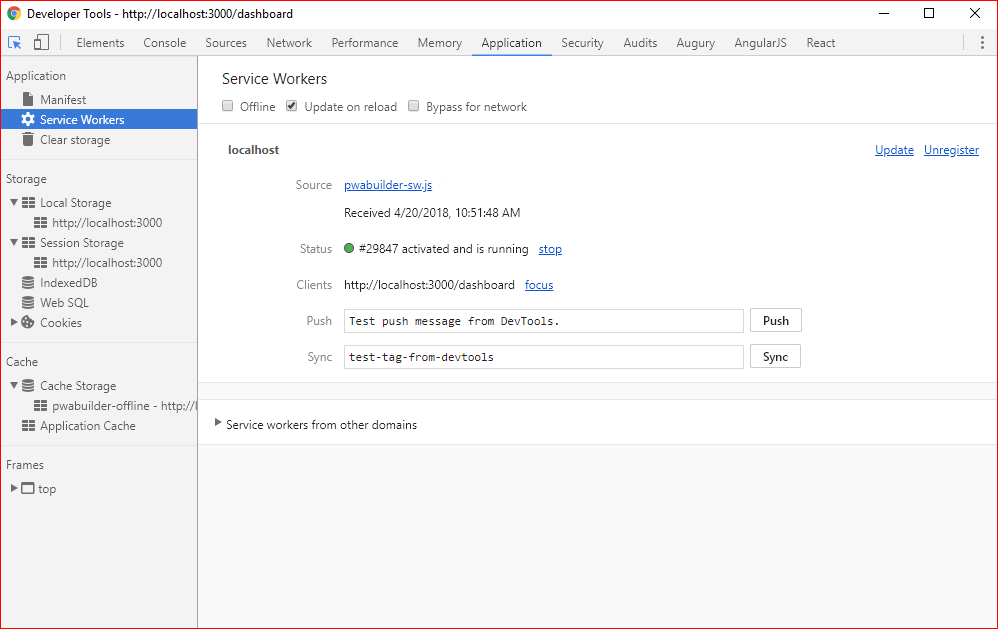 Developer Tools - http://localhost:3000/dashboard
Elements Console Sources Network Performance Memory Application Security Audits Augury AngularJS React
Application
Manifest
Service Workers
Clear storage
Storage
Local Storage
http://localhost:3000
Session Storage
http://localhost:3000
IndexedDB
Web SQL
Cookies
Cache
Cache Storage
pwabuilder-offline - http://l
Application Cache
Frames
top
Service Workers
Offline Update on reload Bypass for network
localhost Update Unregister
Source pwabuilder-sw.js
Received 4/20/2018, 10:51:48 AM
Status #29847 activated and is running stop
Clients http://localhost:3000/dashboard focus
Push Test push message from DevTools. Push
Sync test-tag-from-devtools Sync
Service workers from other domains